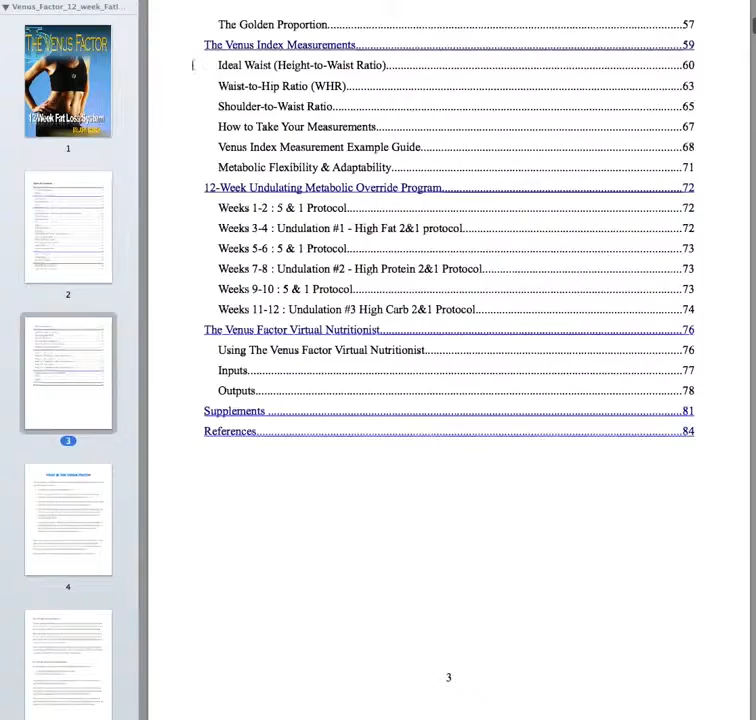 Venus_Factor_12_week_Fatl...
THE VENUS FACTOR
12-Week Fat Loss System
1
2
3
4
The Golden Proportion 57
The Venus Index Measurements 59
Ideal Waist (Height-to-Waist Ratio) 60
Waist-to-Hip Ratio (WHR) 63
Shoulder-to-Waist Ratio 65
How to Take Your Measurements 67
Venus Index Measurement Example Guide 68
Metabolic Flexibility & Adaptability 71
12-Week Undulating Metabolic Override Program 72
Weeks 1-2 : 5 & 1 Protocol 72
Weeks 3-4 : Undulation #1 - High Fat 2&1 protocol 72
Weeks 5-6 : 5 & 1 Protocol 73
Weeks 7-8 : Undulation #2 - High Protein 2&1 Protocol 73
Weeks 9-10 : 5 & 1 Protocol 73
Weeks 11-12 : Undulation #3 High Carb 2&1 Protocol 74
The Venus Factor Virtual Nutritionist 76
Using The Venus Factor Virtual Nutritionist 76
Inputs 77
Outputs 78
Supplements 81
References 84
3